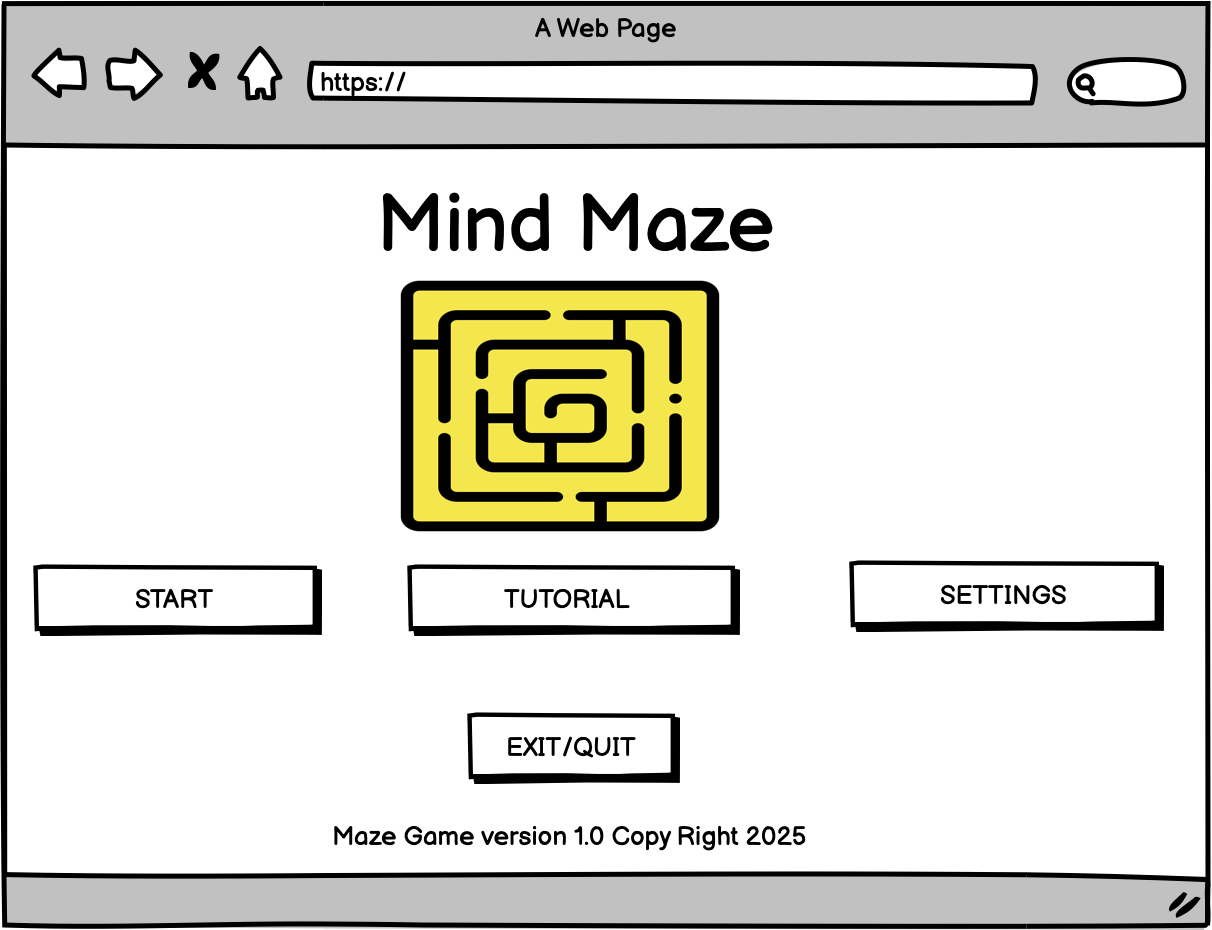 A Web Page
https://
Mind Maze
START
TUTORIAL
SETTINGS
EXIT/QUIT
Maze Game version 1.0 Copy Right 2025